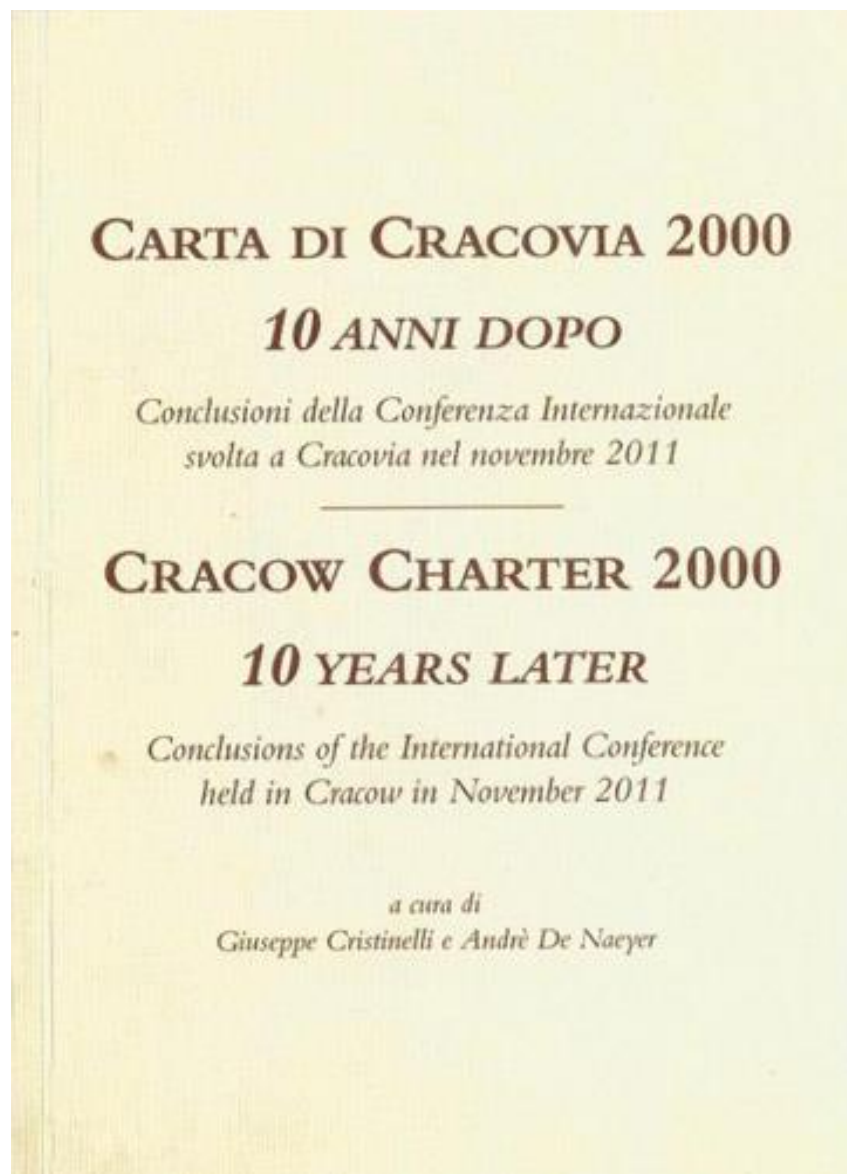 CARTA DI CRACOVIA 2000
10 ANNI DOPO
Conclusioni della Conferenza Internazionale
svolta a Cracovia nel novembre 2011
CRACOW CHARTER 2000
10 YEARS LATER
Conclusions of the International Conference
held in Cracow in November 2011
a cura di
Giuseppe Cristinelli e Andrè De Naeyer